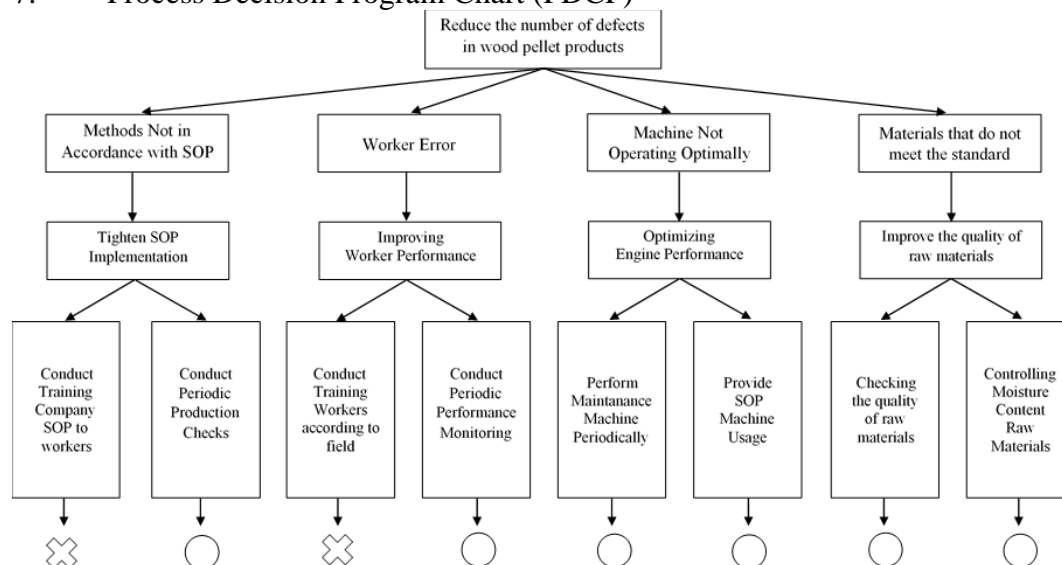 7. Process Decision Program Chart (PDCP)
Reduce the number of defects
in wood pellet products
Methods Not in
Accordance with SOP
Worker Error
Machine Not
Operating Optimally
Materials that do not
meet the standard
Tighten SOP
Implementation
Improving
Worker Performance
Optimizing
Engine Performance
Improve the quality of
raw materials
Conduct
Training
Company
SOP to
workers
Conduct
Periodic
Production
Checks
Conduct
Training
Workers
according to
field
Conduct
Periodic
Performance
Monitoring
Perform
Maintanance
Machine
Periodically
Provide
SOP
Machine
Usage
Checking
the quality
of raw
materials
Controlling
Moisture
Content
Raw
Materials